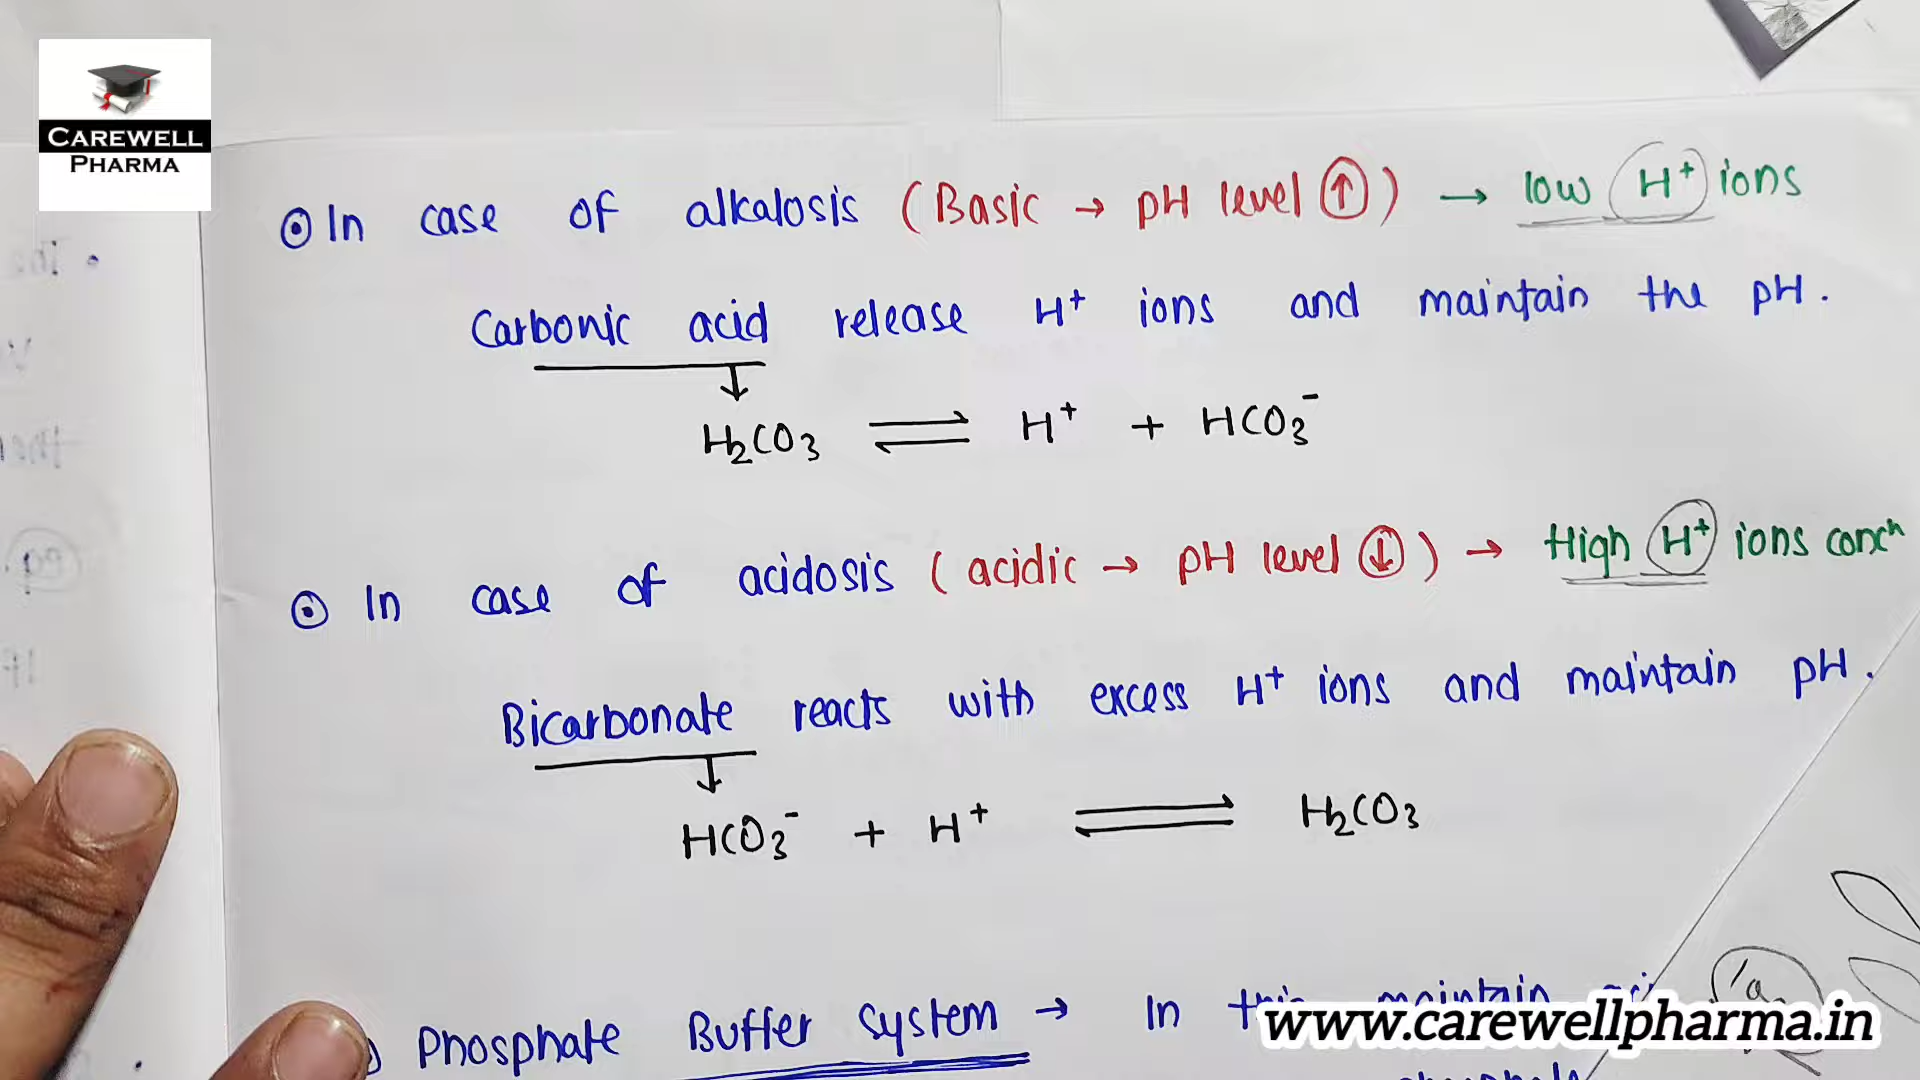 CAREWELL
PHARMA
In case of alkalosis (Basic → pH level ↑) → low H⁺ ions
Carbonic acid release H⁺ ions and maintain the pH.
↓
H₂CO₃ ⇌ H⁺ + HCO₃⁻
In case of acidosis (acidic → pH level ↓) → High H⁺ ions concⁿ
Bicarbonate reacts with excess H⁺ ions and maintain pH.
↓
HCO₃⁻ + H⁺ ⇌ H₂CO₃
Phosphate Buffer system → In this maintain
www.carewellpharma.in